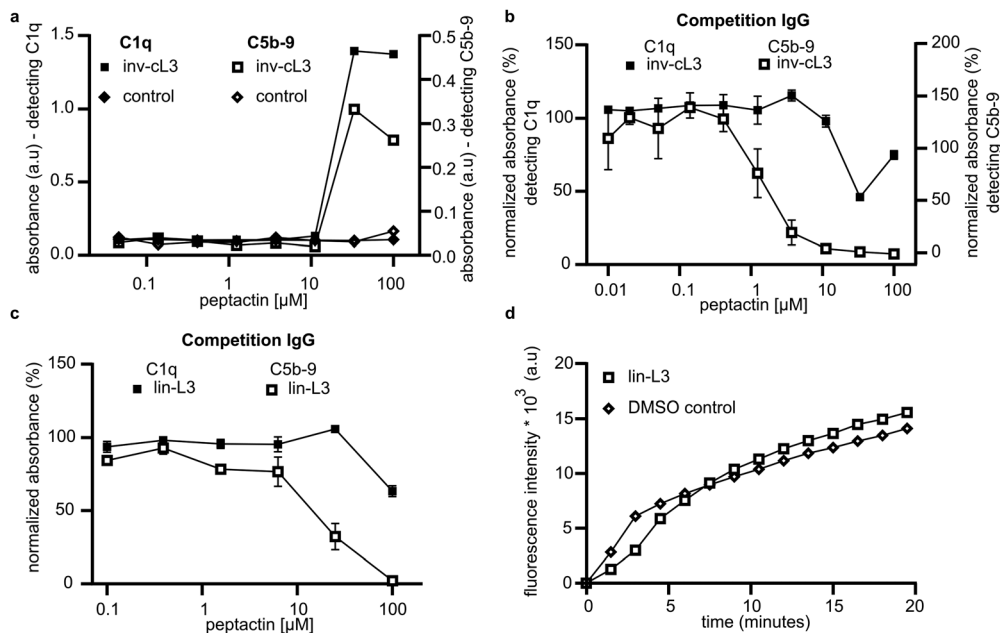 a
C1q C5b-9
inv-cL3 inv-cL3
control control
absorbance (a.u) - detecting C1q
absorbance (a.u) - detecting C5b-9
1.5
1.0
1.5
0.0
0.5
0.4
0.3
0.2
0.1
0.0
0.1 1 10 100
peptactin [µM]
b
Competition IgG
C1q C5b-9
inv-cL3 inv-cL3
normalized absorbance (%)
detecting C1q
normalized absorbance (%)
detecting C5b-9
150
100
50
0
200
150
100
50
0
0.01 0.1 1 10 100
peptactin [µM]
c
Competition IgG
C1q C5b-9
lin-L3 lin-L3
normalized absorbance (%)
150
100
50
0
0.1 1 10 100
peptactin [µM]
d
lin-L3
DMSO control
fluorescence intensity * 10³ (a.u)
20
15
10
5
0
0 5 10 15 20
time (minutes)